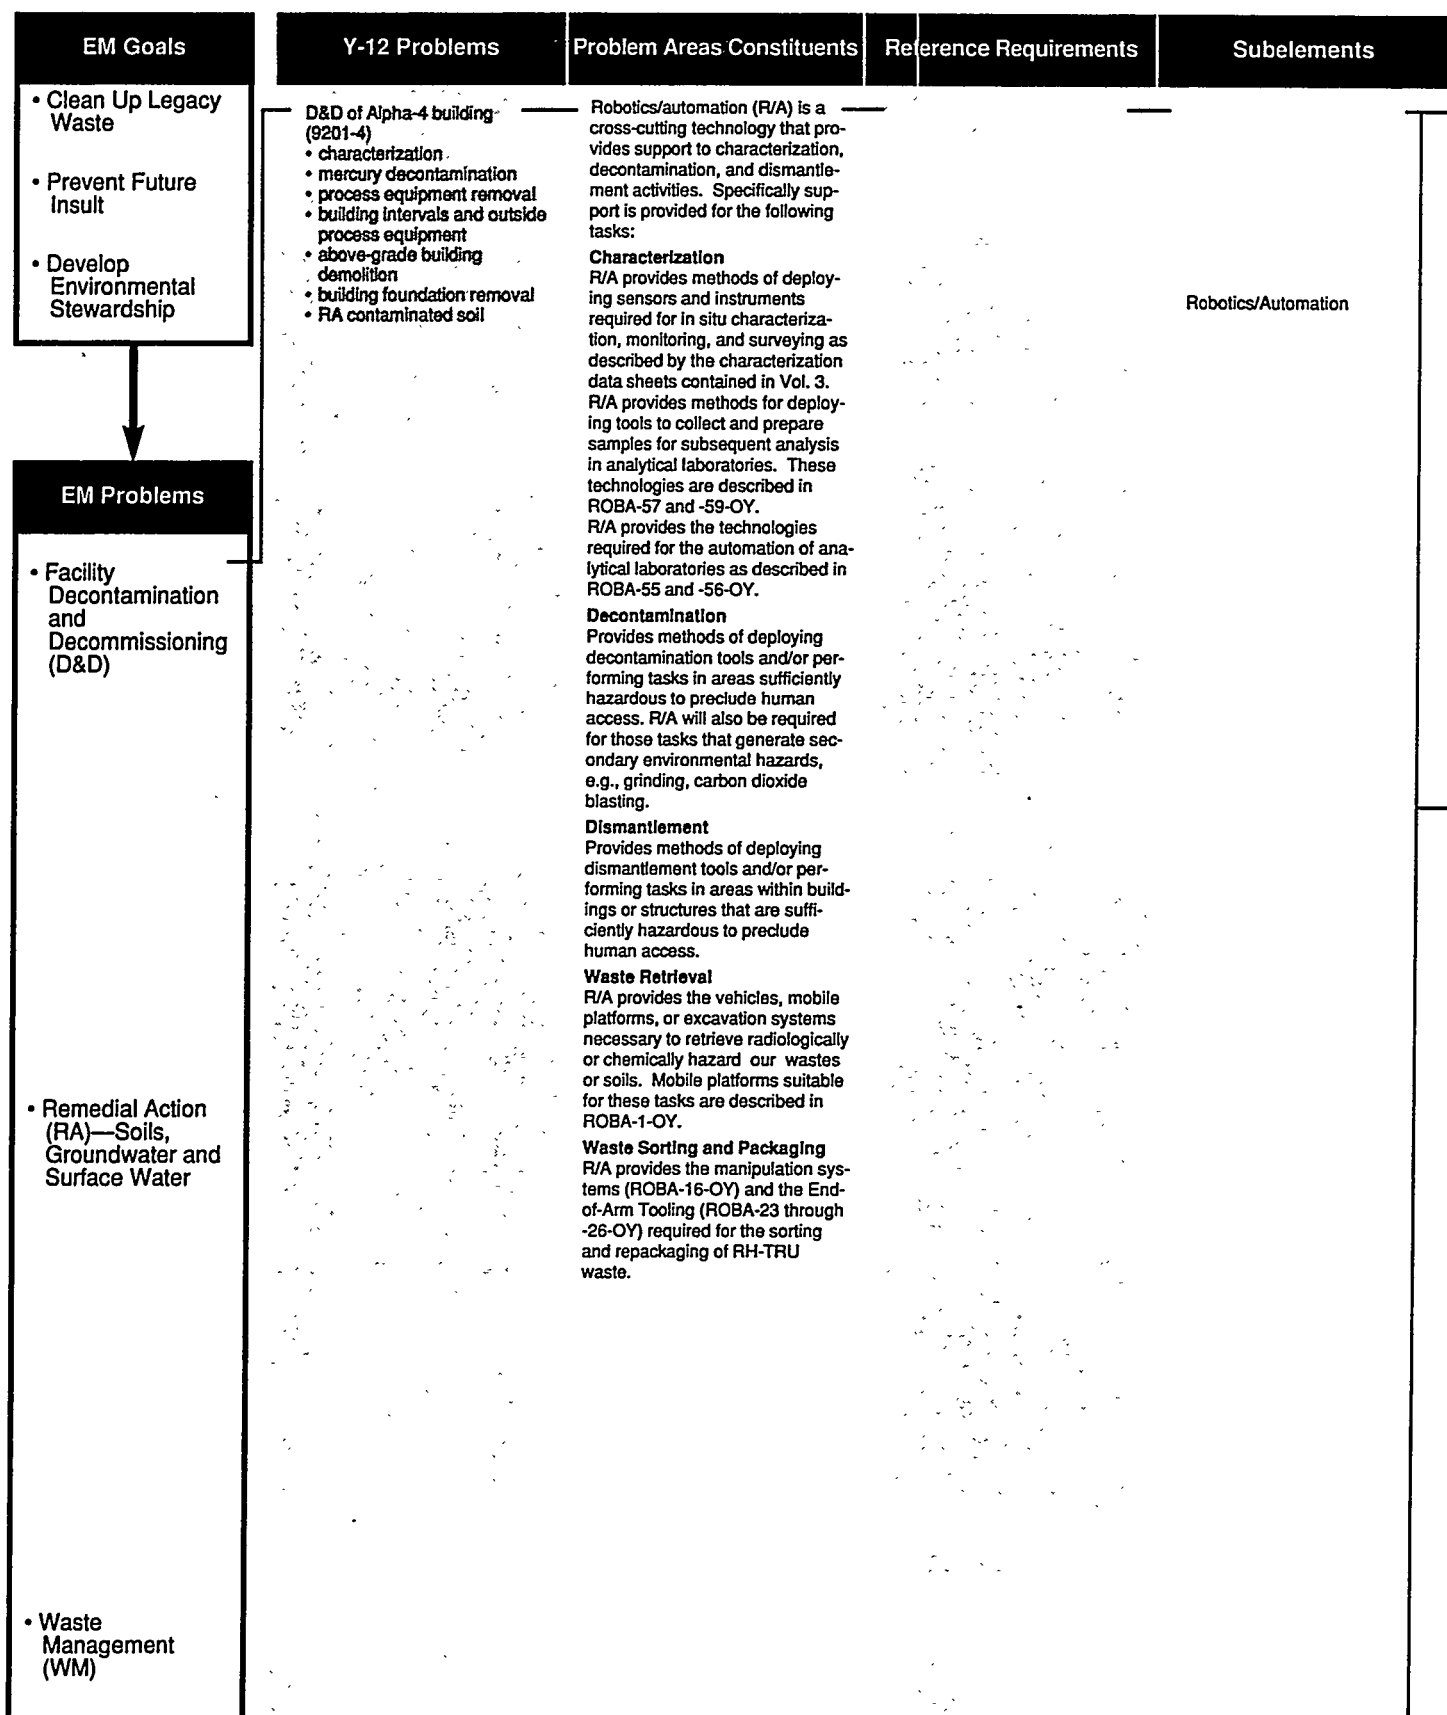 EM Goals
• Clean Up Legacy
Waste
• Prevent Future
Insult
• Develop
Environmental
Stewardship
EM Problems
• Facility
Decontamination
and
Decommissioning
(D&D)
• Remedial Action
(RA)—Soils,
Groundwater and
Surface Water
• Waste
Management
(WM)
Y-12 Problems
D&D of Alpha-4 building
(9201-4)
• characterization
• mercury decontamination
• process equipment removal
• building intervals and outside
process equipment
• above-grade building
demolition
• building foundation removal
• RA contaminated soil
Problem Areas Constituents
Robotics/automation (R/A) is a
cross-cutting technology that pro-
vides support to characterization,
decontamination, and dismantle-
ment activities. Specifically sup-
port is provided for the following
tasks:
Characterization
R/A provides methods of deploy-
ing sensors and instruments
required for in situ characteriza-
tion, monitoring, and surveying as
described by the characterization
data sheets contained in Vol. 3.
R/A provides methods for deploy-
ing tools to collect and prepare
samples for subsequent analysis
in analytical laboratories. These
technologies are described in
ROBA-57 and -59-OY.
R/A provides the technologies
required for the automation of ana-
lytical laboratories as described in
ROBA-55 and -56-OY.
Decontamination
Provides methods of deploying
decontamination tools and/or per-
forming tasks in areas sufficiently
hazardous to preclude human
access. R/A will also be required
for those tasks that generate sec-
ondary environmental hazards,
e.g., grinding, carbon dioxide
blasting.
Dismantlement
Provides methods of deploying
dismantlement tools and/or per-
forming tasks in areas within build-
ings or structures that are suffi-
ciently hazardous to preclude
human access.
Waste Retrieval
R/A provides the vehicles, mobile
platforms, or excavation systems
necessary to retrieve radiologically
or chemically hazard our wastes
or soils. Mobile platforms suitable
for these tasks are described in
ROBA-1-OY.
Waste Sorting and Packaging
R/A provides the manipulation sys-
tems (ROBA-16-OY) and the End-
of-Arm Tooling (ROBA-23 through
-26-OY) required for the sorting
and repackaging of RH-TRU
waste.
Reference Requirements
Subelements
Robotics/Automation